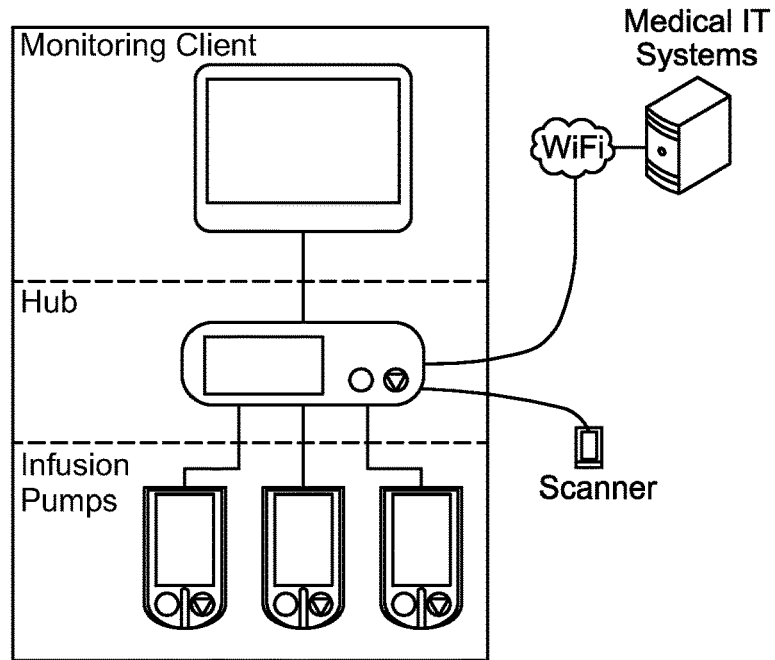 Monitoring Client
Medical IT
Systems
WiFi
Hub
Scanner
Infusion
Pumps